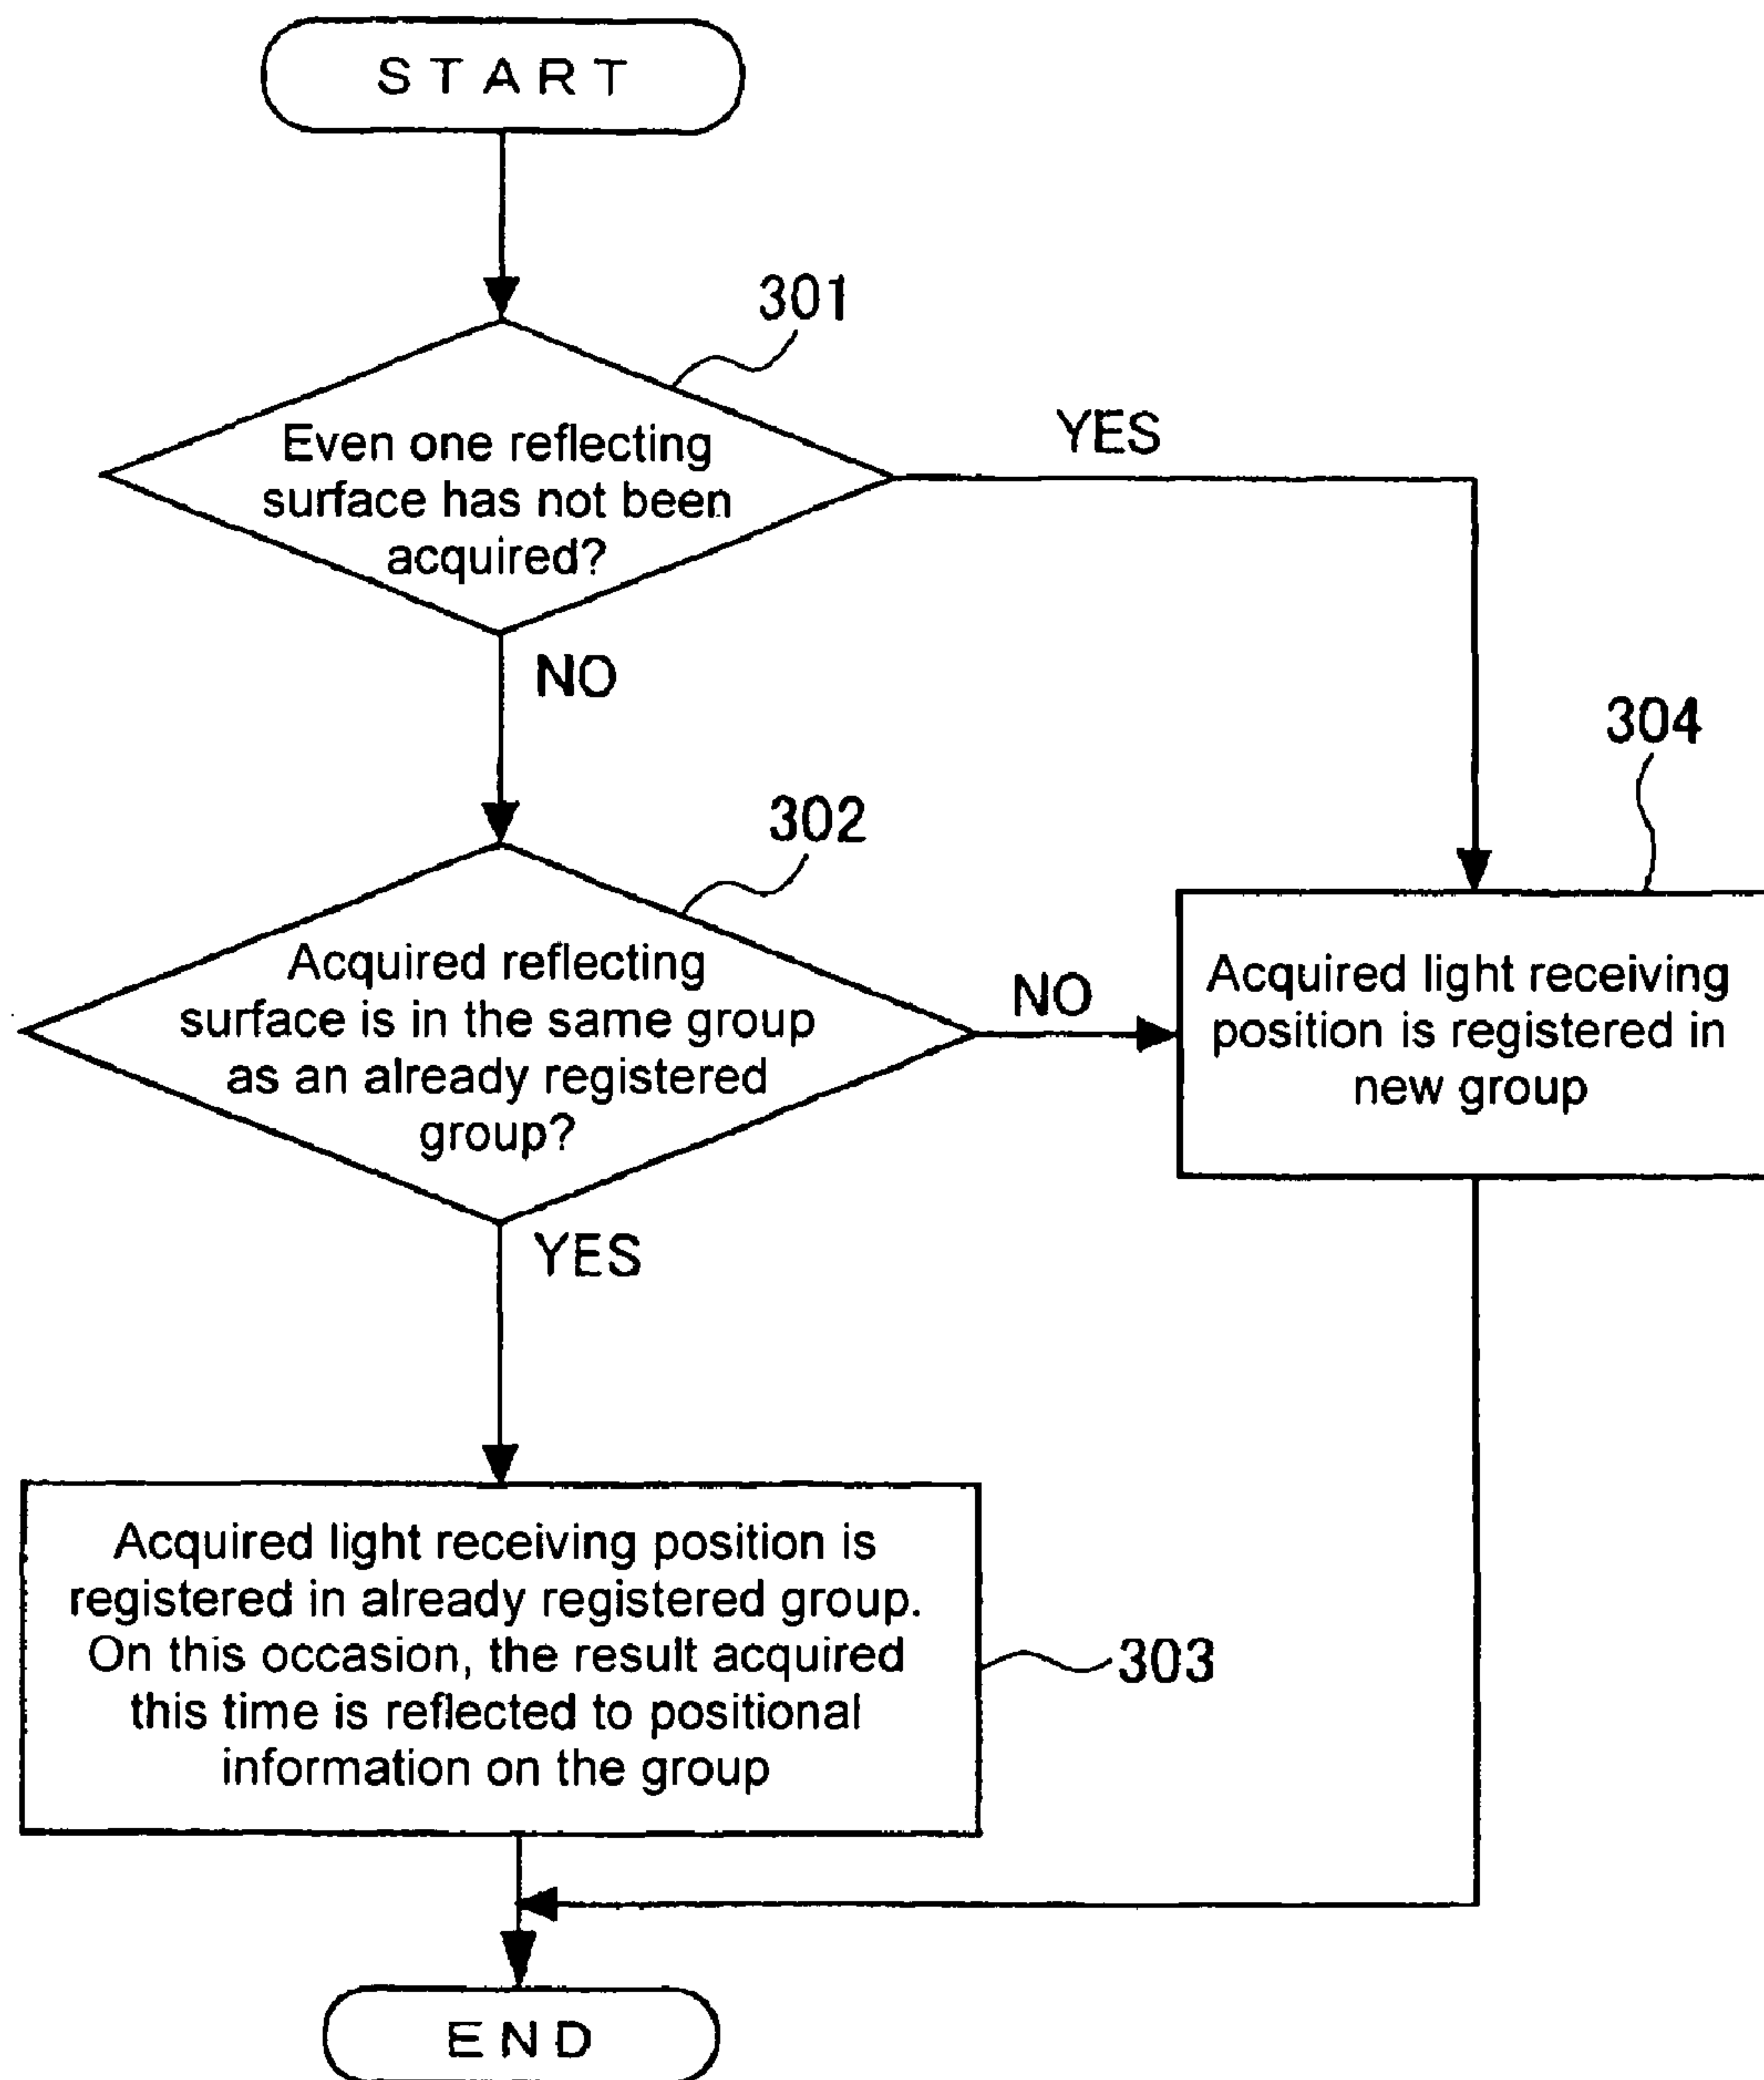 START
301
Even one reflecting
surface has not been
acquired?
YES
NO
304
302
Acquired reflecting
surface is in the same group
as an already registered
group?
NO
Acquired light receiving
position is registered in
new group
YES
Acquired light receiving position is
registered in already registered group.
On this occasion, the result acquired
this time is reflected to positional
information on the group
303
END